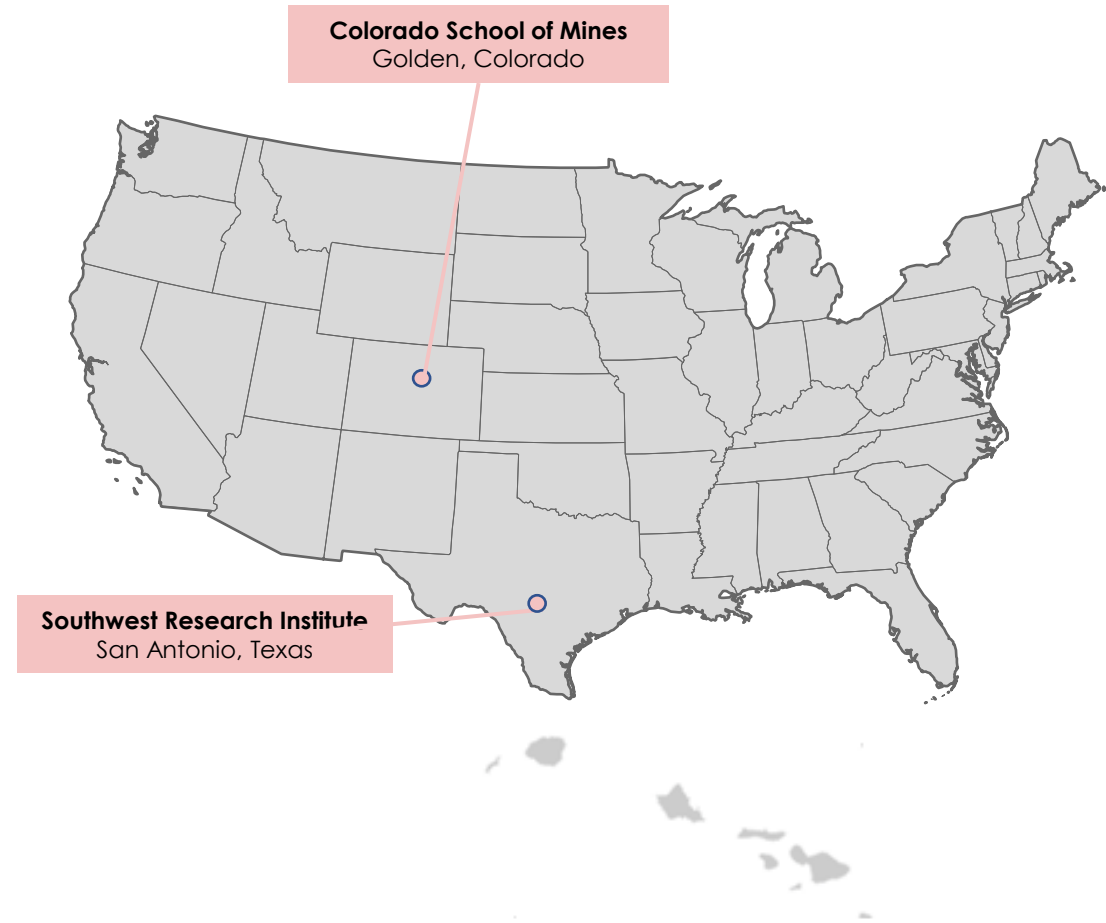 Colorado School of Mines
Golden, Colorado
Southwest Research Institute
San Antonio, Texas